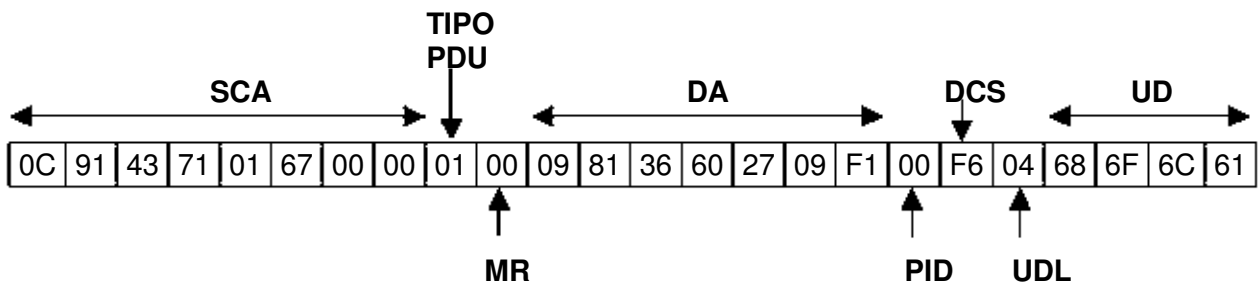 TIPO
PDU
SCA DA DCS UD
0C 91 43 71 01 67 00 00 01 00 09 81 36 60 27 09 F1 00 F6 04 68 6F 6C 61
MR PID UDL